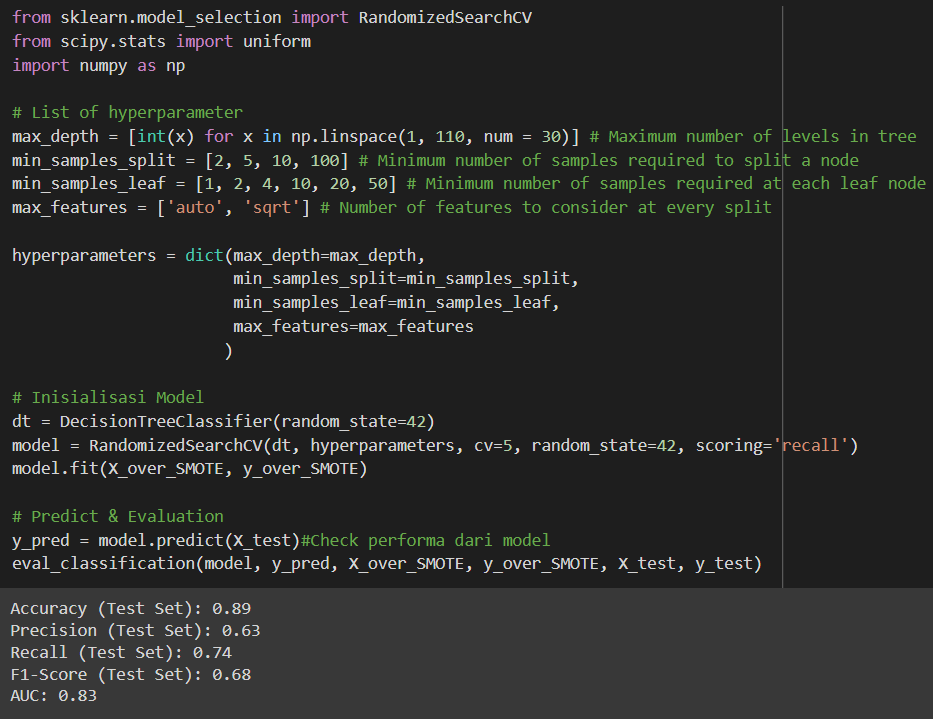 from sklearn.model_selection import RandomizedSearchCV
from scipy.stats import uniform
import numpy as np

# List of hyperparameter
max_depth = [int(x) for x in np.linspace(1, 110, num = 30)] # Maximum number of levels in tree
min_samples_split = [2, 5, 10, 100] # Minimum number of samples required to split a node
min_samples_leaf = [1, 2, 4, 10, 20, 50] # Minimum number of samples required at each leaf node
max_features = ['auto', 'sqrt'] # Number of features to consider at every split

hyperparameters = dict(max_depth=max_depth,
                       min_samples_split=min_samples_split,
                       min_samples_leaf=min_samples_leaf,
                       max_features=max_features
                      )

# Inisialisasi Model
dt = DecisionTreeClassifier(random_state=42)
model = RandomizedSearchCV(dt, hyperparameters, cv=5, random_state=42, scoring='recall')
model.fit(X_over_SMOTE, y_over_SMOTE)

# Predict & Evaluation
y_pred = model.predict(X_test)#Check performa dari model
eval_classification(model, y_pred, X_over_SMOTE, y_over_SMOTE, X_test, y_test)
Accuracy (Test Set): 0.89
Precision (Test Set): 0.63
Recall (Test Set): 0.74
F1-Score (Test Set): 0.68
AUC: 0.83